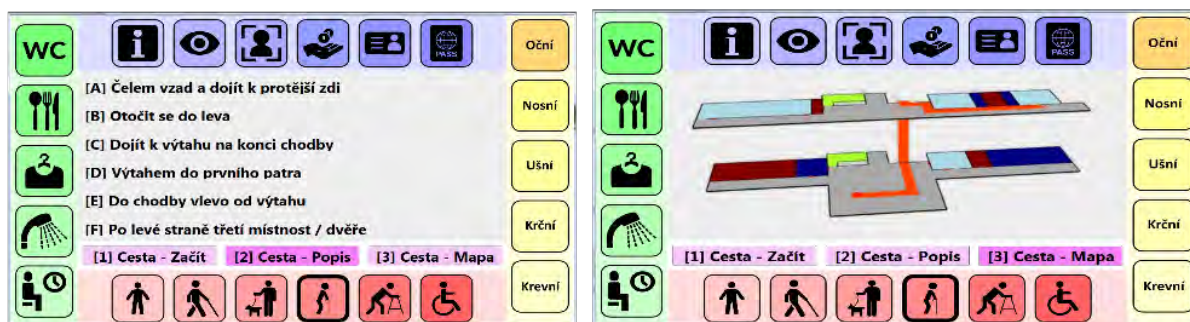 WC
PASS
Oční
[A] Čelem vzad a dojít k protější zdi
[B] Otočit se do leva
Nosní
[C] Dojít k výtahu na konci chodby
[D] Výtahem do prvního patra
Ušní
[E] Do chodby vlevo od výtahu
[F] Po levé straně třetí místnost / dvěře
Krční
[1] Cesta - Začít [2] Cesta - Popis [3] Cesta - Mapa
Krevní
WC
PASS
Oční
Nosní
Ušní
Krční
[1] Cesta - Začít [2] Cesta - Popis [3] Cesta - Mapa
Krevní